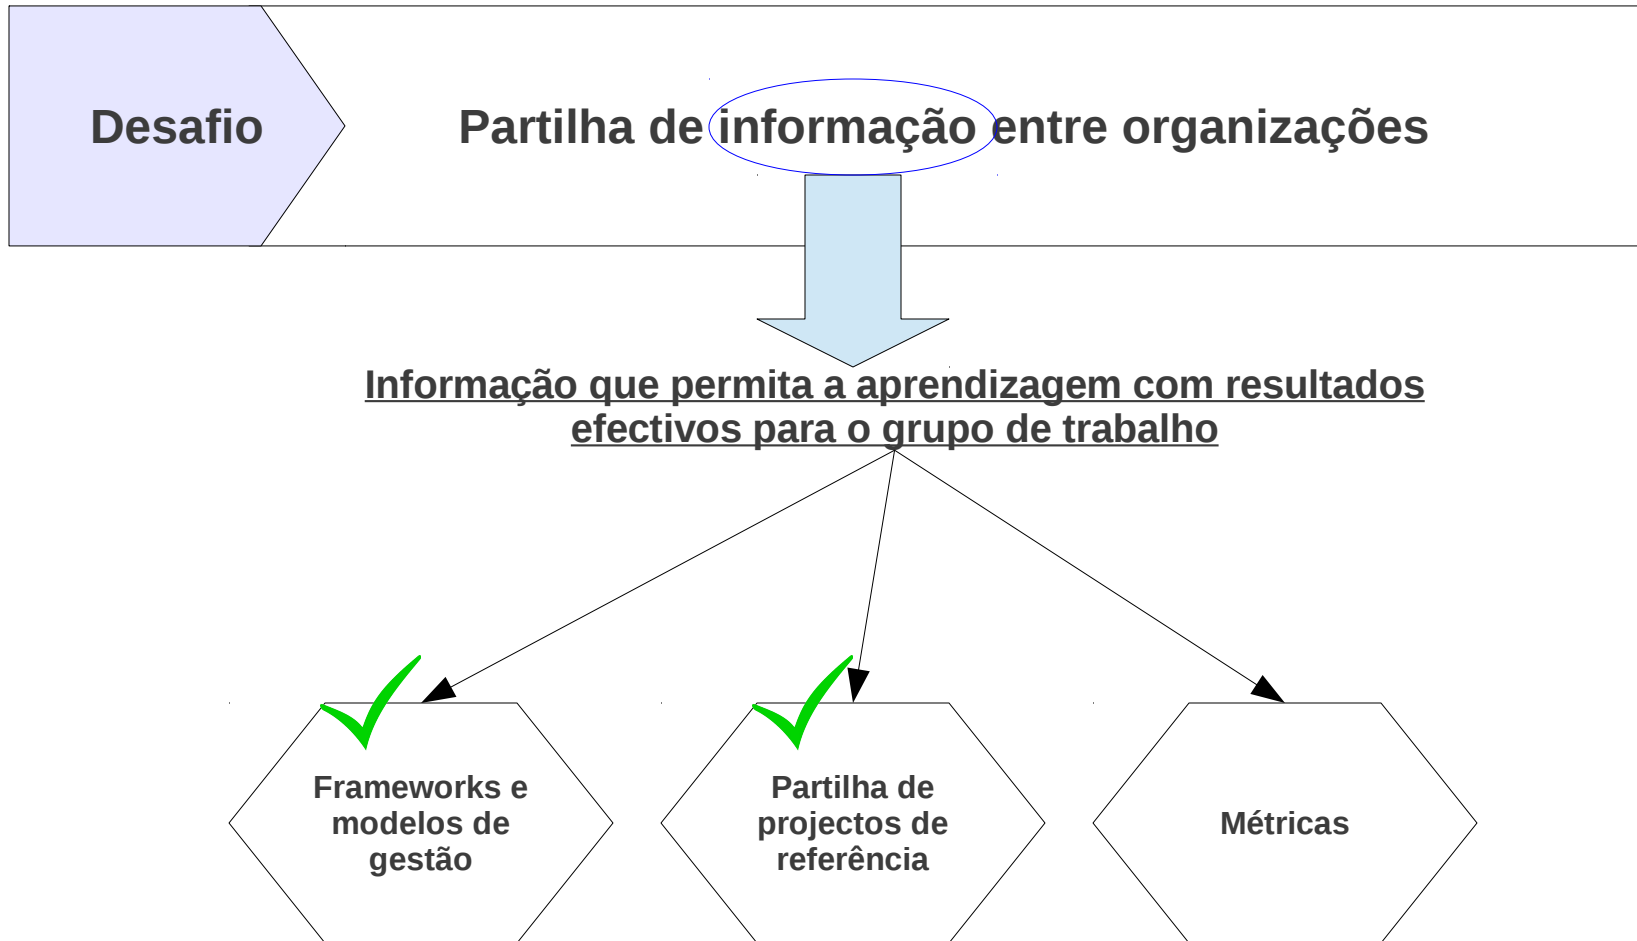 Desafio
Partilha de informação entre organizações
Informação que permita a aprendizagem com resultados
efectivos para o grupo de trabalho
Frameworks e
modelos de
gestão
Partilha de
projectos de
referência
Métricas